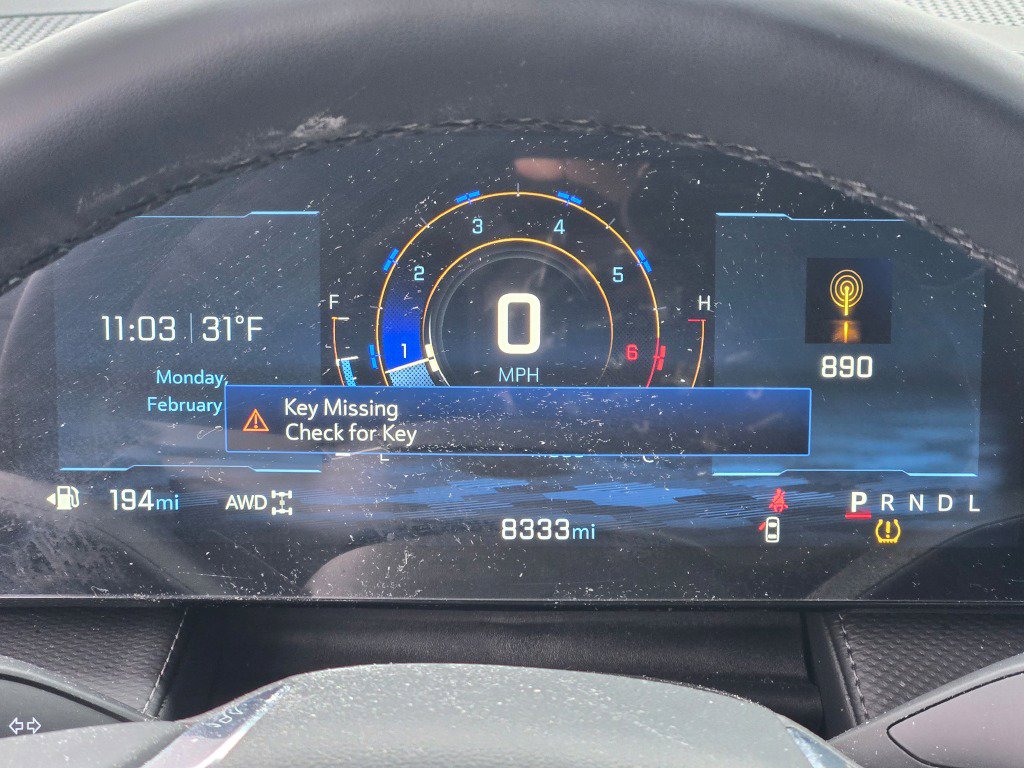 3 4
2 5
F H
11:03 31°F
0
1 6
890
MPH
Monday,
February
Key Missing
Check for Key
194mi AWD P R N D L
8333mi